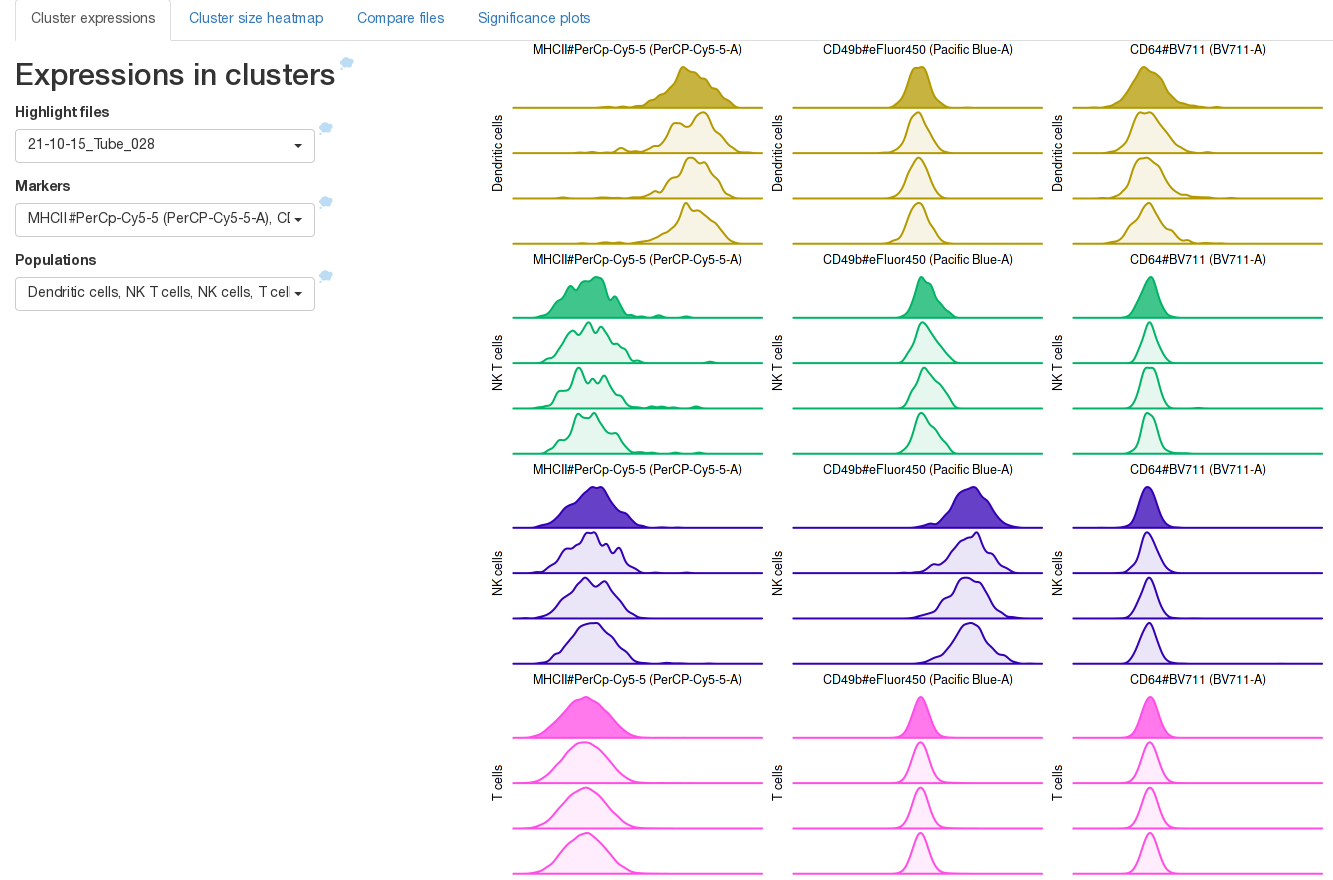 Cluster expressions Cluster size heatmap Compare files Significance plots
Expressions in clusters
Highlight files
21-10-15_Tube_028
Markers
MHCII#PerCp-Cy5-5 (PerCP-Cy5-5-A),
Populations
Dendritic cells, NK T cells, NK cells, T cel
MHCII#PerCp-Cy5-5 (PerCP-Cy5-5-A) CD49b#eFluor450 (Pacific Blue-A) CD64#BV711 (BV711-A)
Dendritic cells Dendritic cells Dendritic cells
MHCII#PerCp-Cy5-5 (PerCP-Cy5-5-A) CD49b#eFluor450 (Pacific Blue-A) CD64#BV711 (BV711-A)
NK T cells NK T cells NK T cells
MHCII#PerCp-Cy5-5 (PerCP-Cy5-5-A) CD49b#eFluor450 (Pacific Blue-A) CD64#BV711 (BV711-A)
NK cells NK cells NK cells
MHCII#PerCp-Cy5-5 (PerCP-Cy5-5-A) CD49b#eFluor450 (Pacific Blue-A) CD64#BV711 (BV711-A)
T cells T cells T cells